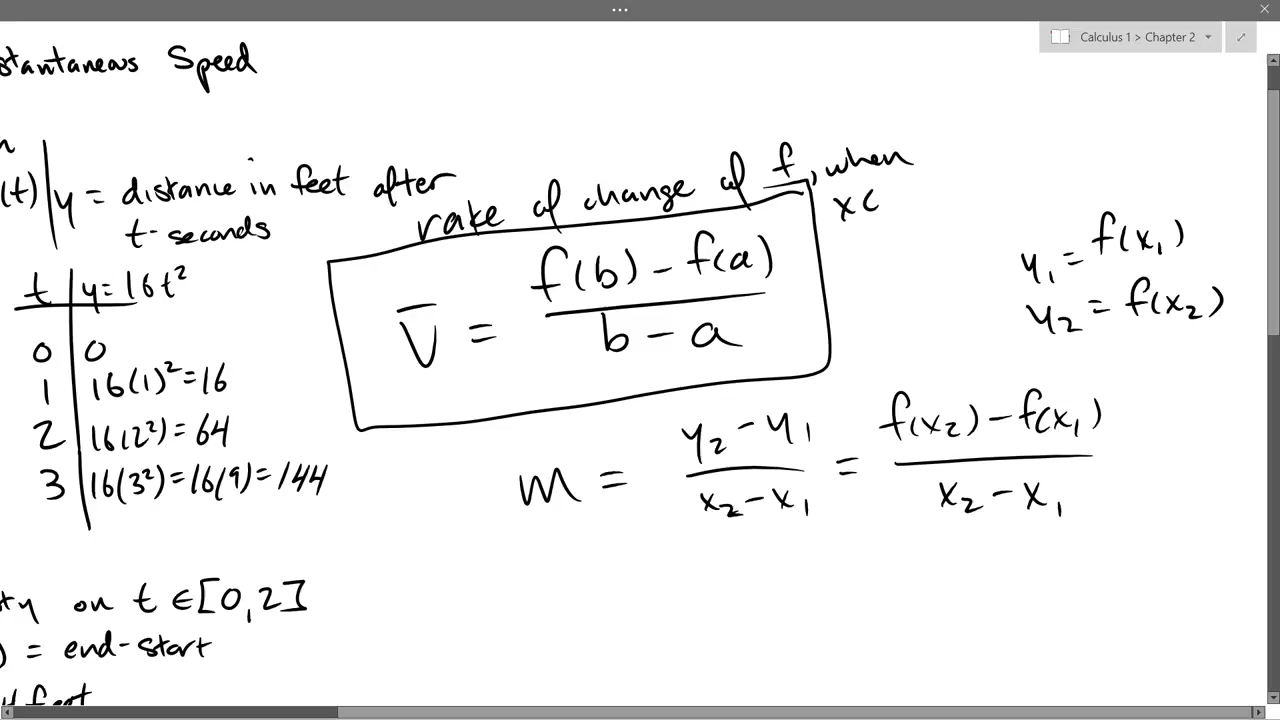 Calculus 1 > Chapter 2
stantaneous Speed
n
(t) | y = distance in feet after
t-seconds
t | y = 16t²
0 | 0
1 | 16(1)² = 16
2 | 16(2²) = 64
3 | 16(3²) = 16(9) = 144
rate of change of f, when
x
V̅ = (f(b) - f(a)) / (b - a)
y₁ = f(x₁)
y₂ = f(x₂)
m = (y₂ - y₁) / (x₂ - x₁) = (f(x₂) - f(x₁)) / (x₂ - x₁)
ty on t ∈ [0, 2]
) = end-start
feet